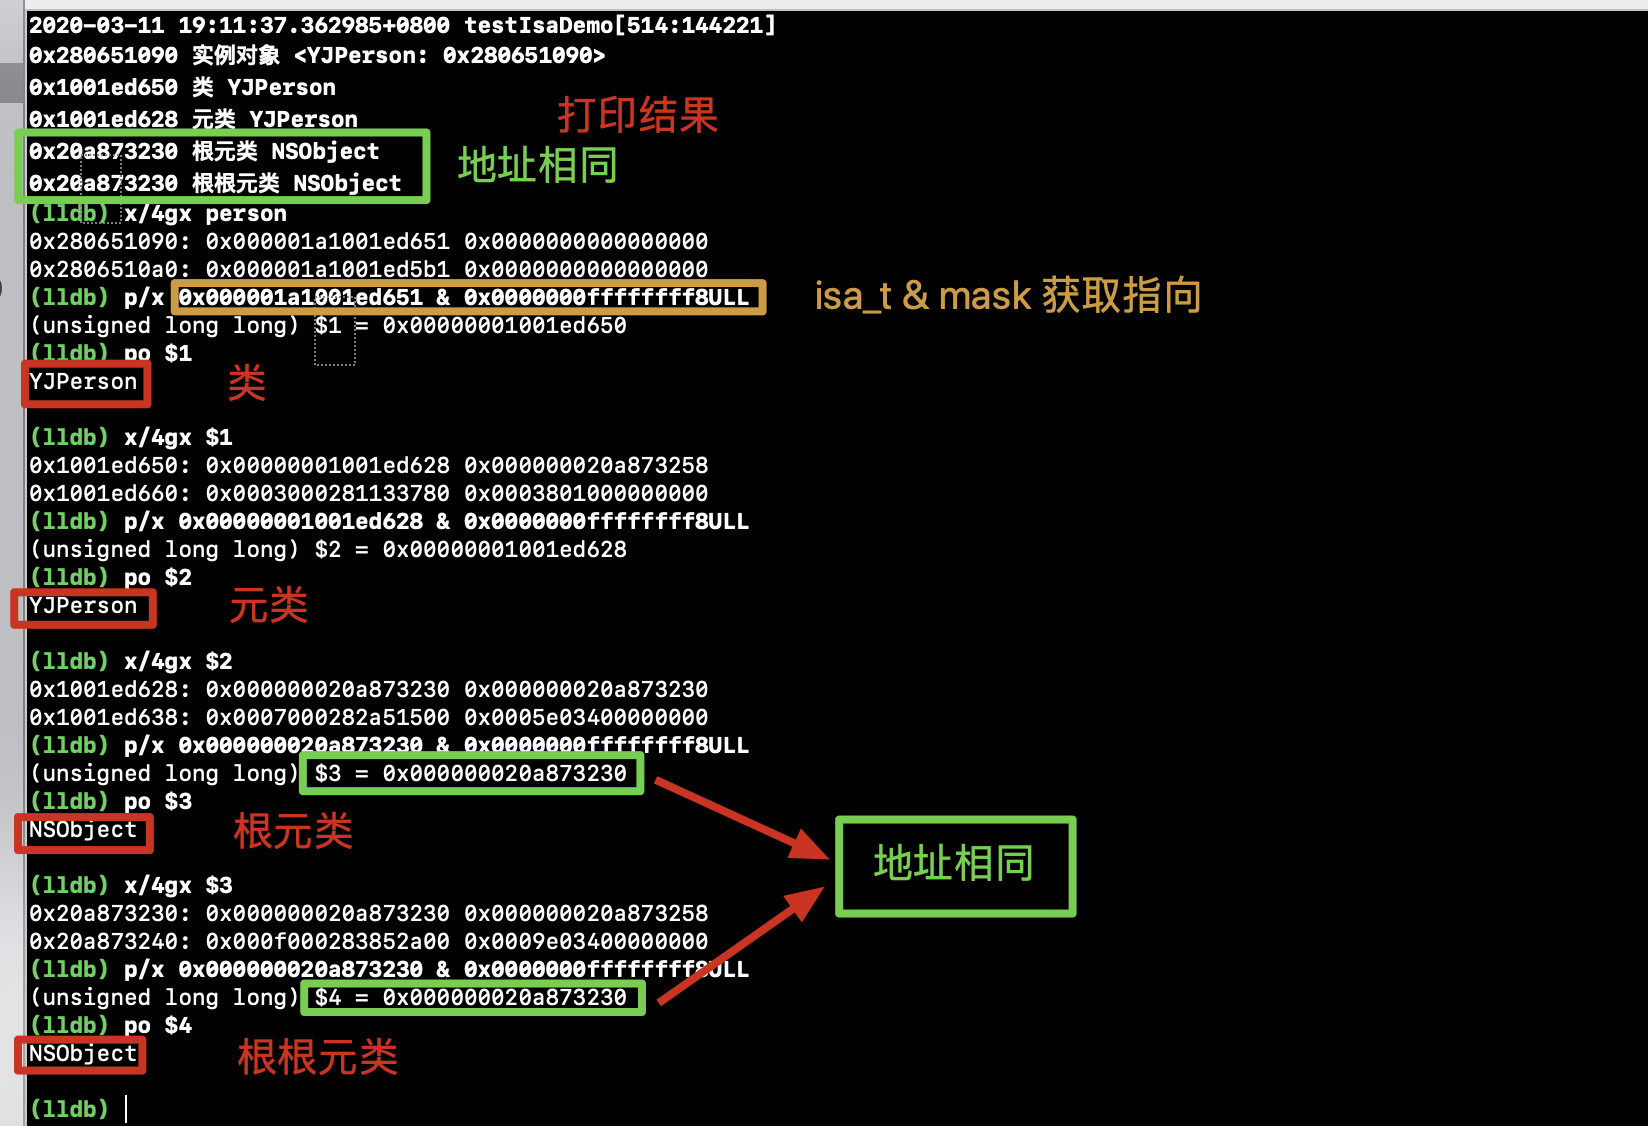 2020-03-11 19:11:37.362985+0800 testIsaDemo[514:144221]
0x280651090 实例对象 <YJPerson: 0x280651090>
0x1001ed650 类 YJPerson
0x1001ed628 元类 YJPerson
打印结果
0x20a873230 根元类 NSObject
0x20a873230 根根元类 NSObject
地址相同
(lldb) x/4gx person
0x280651090: 0x000001a1001ed651 0x0000000000000000
0x2806510a0: 0x000001a1001ed5b1 0x0000000000000000
(lldb) p/x 0x000001a1001ed651 & 0x0000000ffffffff8ULL
isa_t & mask 获取指向
(unsigned long long) $1 = 0x00000001001ed650
(lldb) po $1
YJPerson
类
(lldb) x/4gx $1
0x1001ed650: 0x00000001001ed628 0x000000020a873258
0x1001ed660: 0x0003000281133780 0x0003801000000000
(lldb) p/x 0x00000001001ed628 & 0x0000000ffffffff8ULL
(unsigned long long) $2 = 0x00000001001ed628
(lldb) po $2
YJPerson
元类
(lldb) x/4gx $2
0x1001ed628: 0x000000020a873230 0x000000020a873230
0x1001ed638: 0x0007000282a51500 0x0005e03400000000
(lldb) p/x 0x000000020a873230 & 0x0000000ffffffff8ULL
(unsigned long long) $3 = 0x000000020a873230
(lldb) po $3
NSObject
根元类
地址相同
(lldb) x/4gx $3
0x20a873230: 0x000000020a873230 0x000000020a873258
0x20a873240: 0x000f000283852a00 0x0009e03400000000
(lldb) p/x 0x000000020a873230 & 0x0000000ffffffff8ULL
(unsigned long long) $4 = 0x000000020a873230
(lldb) po $4
NSObject
根根元类
(lldb)